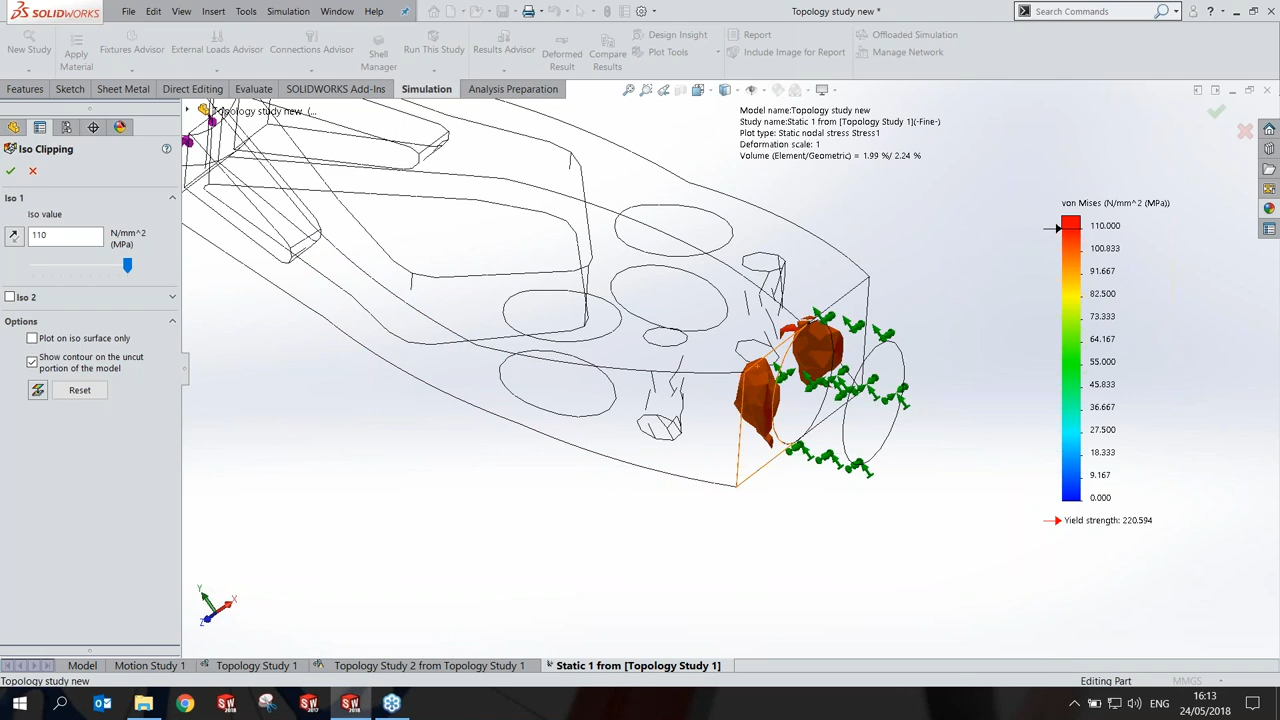 SOLIDWORKS File Edit View Insert Tools Simulation Window Help
Topology study new *
Search Commands
New Study
Apply Material
Fixtures Advisor
External Loads Advisor
Connections Advisor
Shell Manager
Run This Study
Results Advisor
Deformed Result
Compare Results
Design Insight
Plot Tools
Report
Include Image for Report
Offloaded Simulation
Manage Network
Features Sketch Sheet Metal Direct Editing Evaluate SOLIDWORKS Add-Ins Simulation Analysis Preparation
Topology study new (...
Model name:Topology study new
Study name:Static 1 from [Topology Study 1](-Fine-)
Plot type: Static nodal stress Stress1
Deformation scale: 1
Volume (Element/Geometric) = 1.99 %/ 2.24 %
Iso Clipping
Iso 1
Iso value
110
N/mm^2 (MPa)
Iso 2
Options
Plot on iso surface only
Show contour on the uncut
portion of the model
Reset
von Mises (N/mm^2 (MPa))
110.000
100.833
91.667
82.500
73.333
64.167
55.000
45.833
36.667
27.500
18.333
9.167
0.000
Yield strength: 220.594
Y
X
Z
Model Motion Study 1 Topology Study 1 Topology Study 2 from Topology Study 1 Static 1 from [Topology Study 1]
Topology study new
Editing Part
MMGS
ENG
16:13
24/05/2018